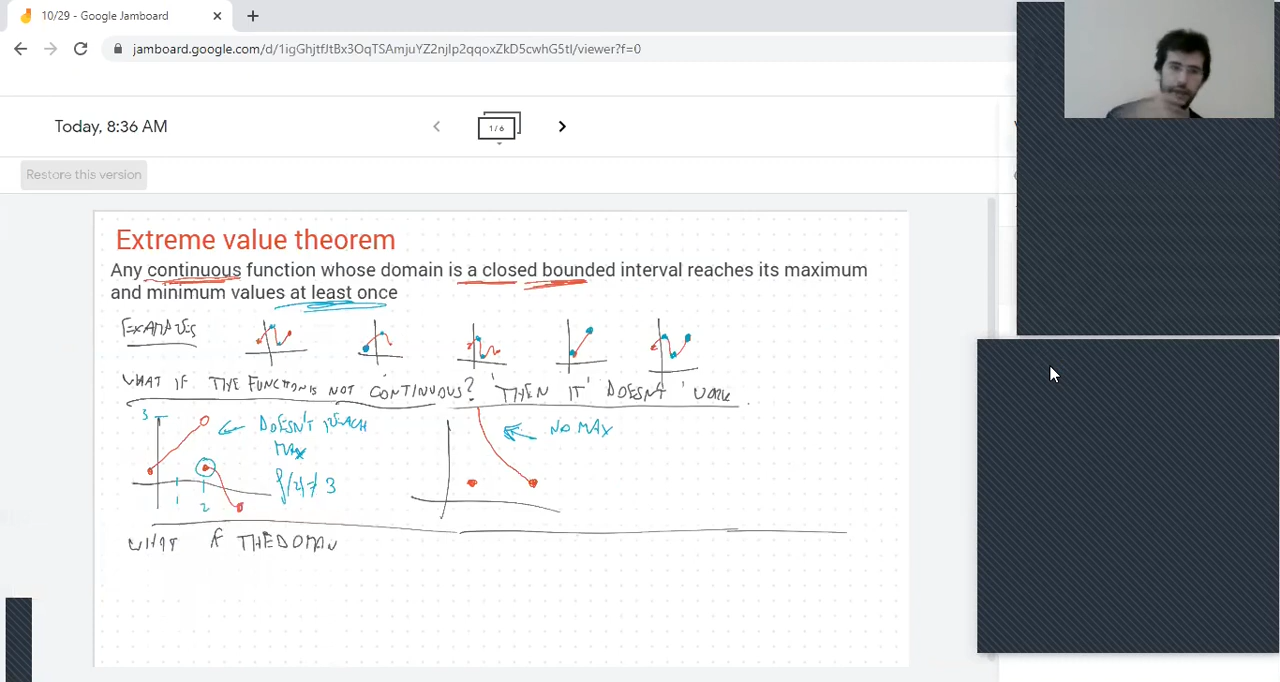 10/29 - Google Jamboard
jamboard.google.com/d/1igGhjtfJtBx3OqTSAmjuYZ2njIp2qqoxZkD5cwhG5tI/viewer?f=0
Today, 8:36 AM
1/6
Restore this version
Extreme value theorem
Any continuous function whose domain is a closed bounded interval reaches its maximum
and minimum values at least once
EXAMPLES
WHAT IF THE FUNCTION IS NOT CONTINUOUS? THEN IT DOESN'T WORK.
3
DOESN'T REACH
MAX
f(2)≠3
1
2
NO MAX
WHAT IF THE DOMAIN